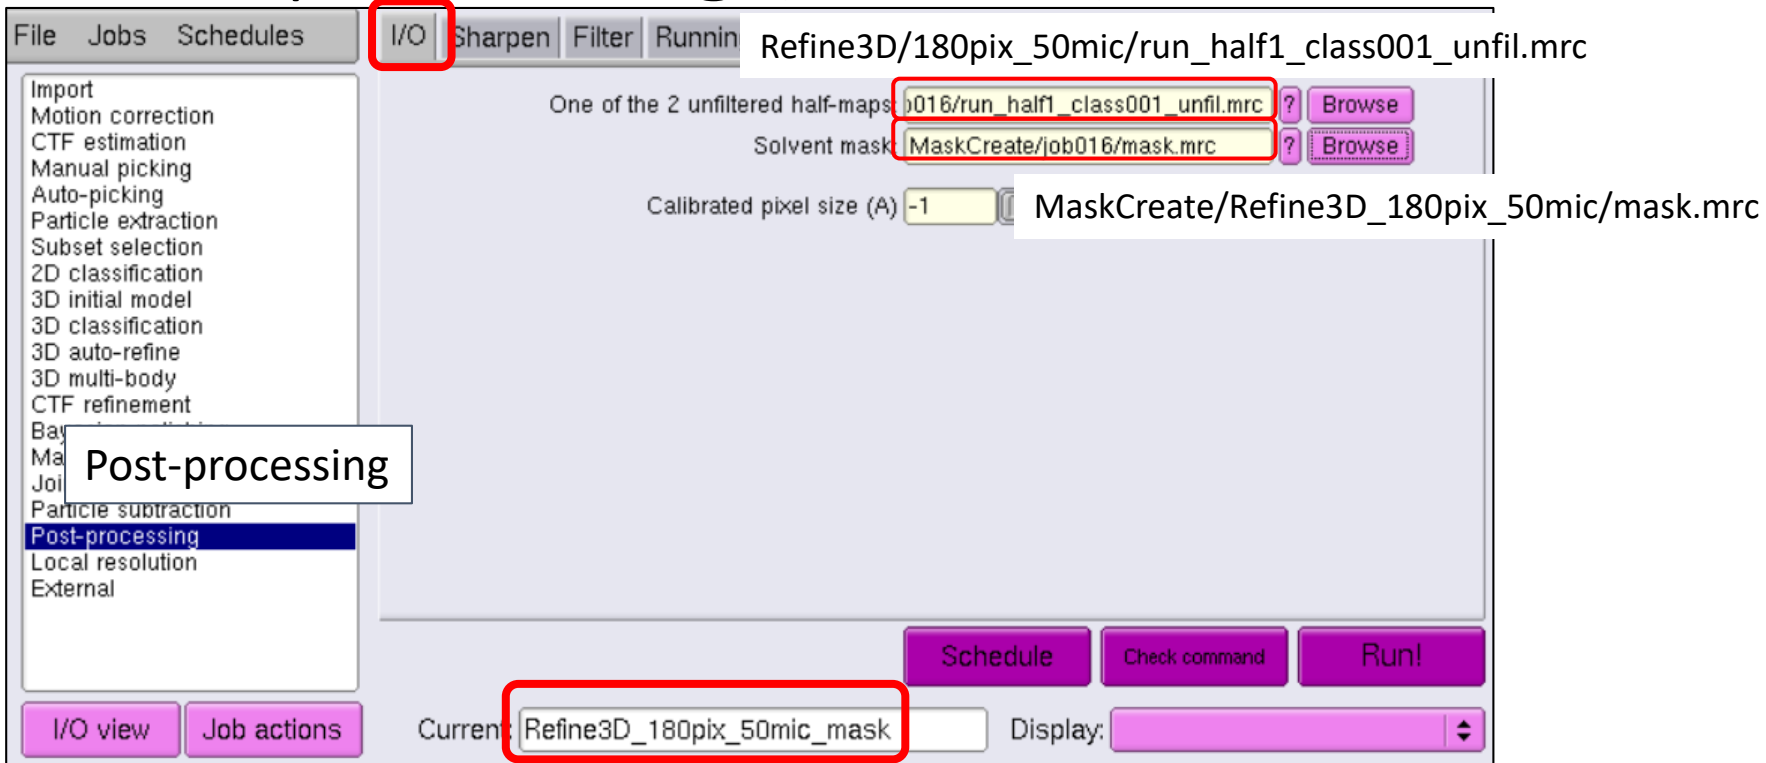 File Jobs Schedules
I/O Sharpen Filter Runnin
Refine3D/180pix_50mic/run_half1_class001_unfil.mrc
One of the 2 unfiltered half-maps: 016/run_half1_class001_unfil.mrc ? Browse
Solvent mask: MaskCreate/job016/mask.mrc ? Browse
Calibrated pixel size (A) -1
MaskCreate/Refine3D_180pix_50mic/mask.mrc
Import
Motion correction
CTF estimation
Manual picking
Auto-picking
Particle extraction
Subset selection
2D classification
3D initial model
3D classification
3D auto-refine
3D multi-body
CTF refinement
Bay
Ma
Joi
Post-processing
Particle subtraction
Post-processing
Local resolution
External
Schedule Check command Run!
I/O view Job actions
Current: Refine3D_180pix_50mic_mask Display: